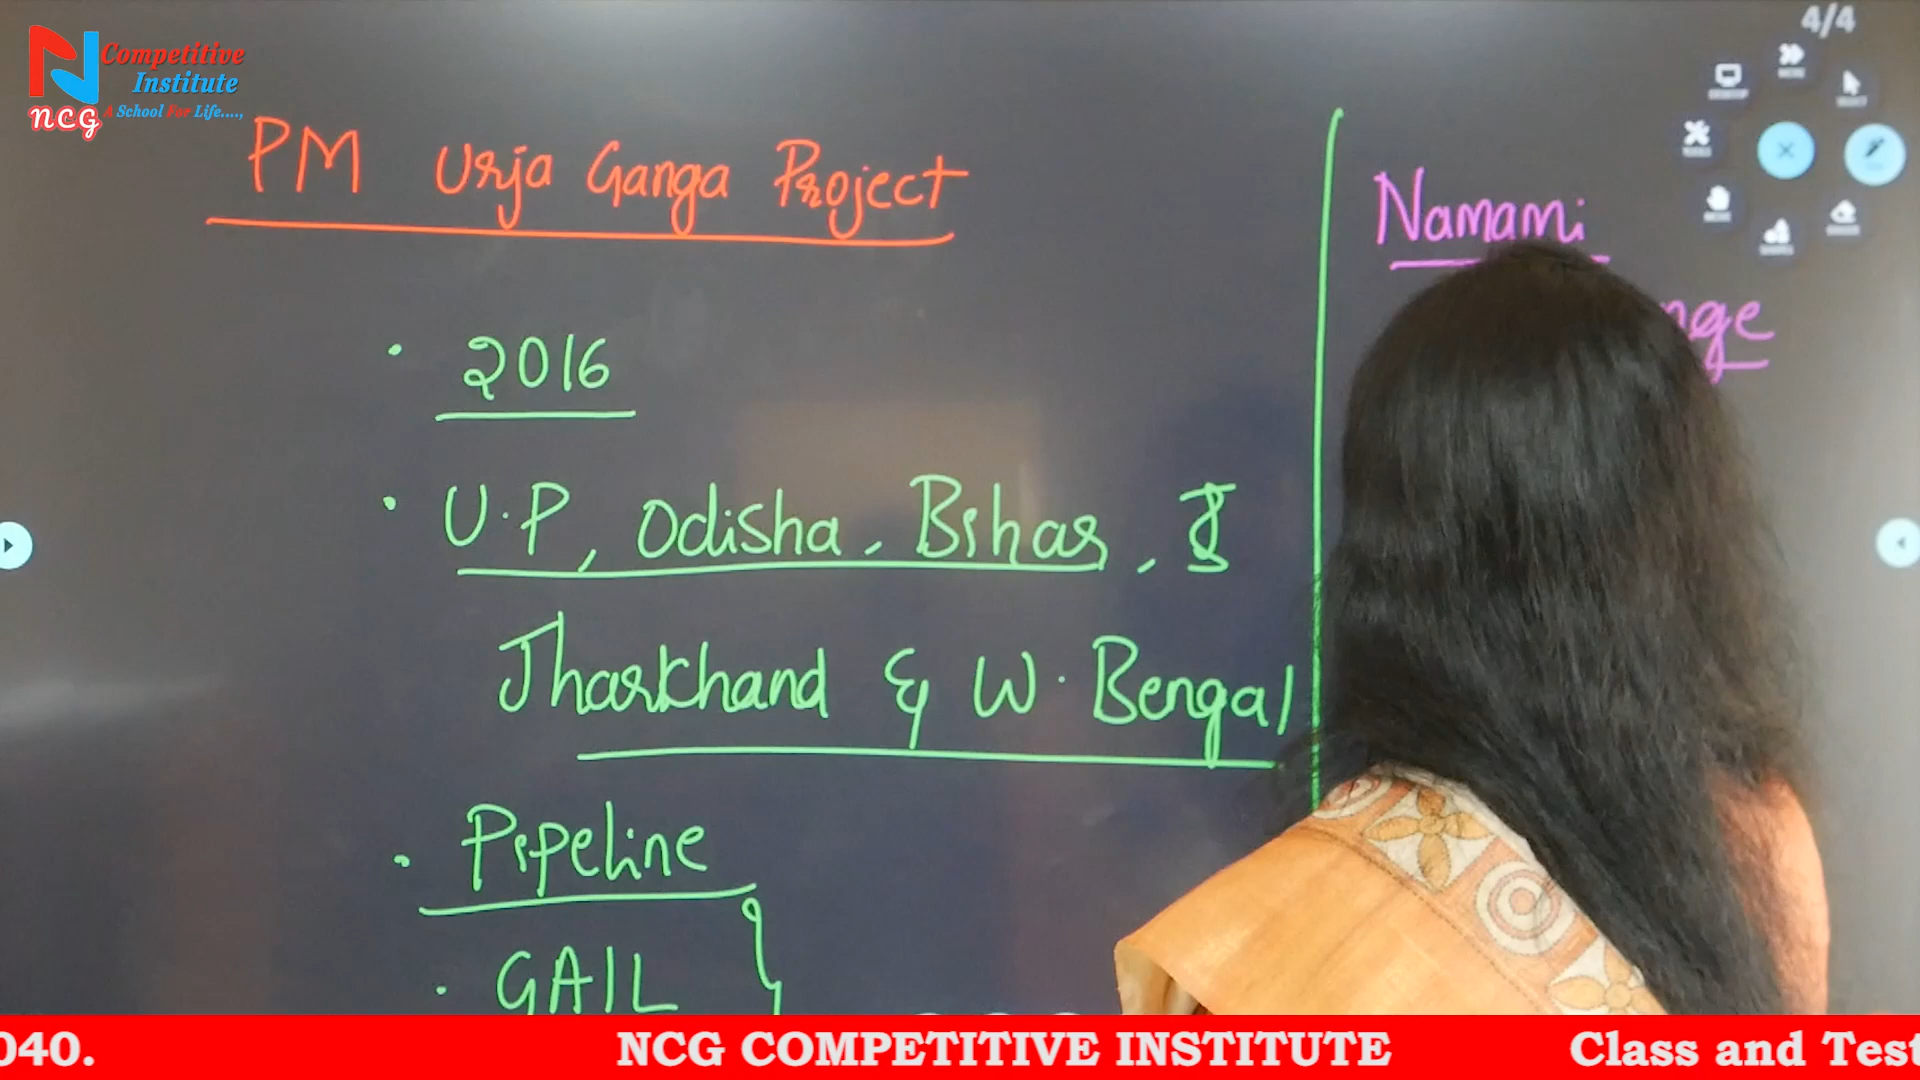 Competitive
Institute
ncg A School For Life....,
4/4
PM Urja Ganga Project
• 2016
• U.P, Odisha, Bihar,
Jharkhand & W. Bengal
• Pipeline
• GAIL
Namami
nge
040. NCG COMPETITIVE INSTITUTE Class and Test